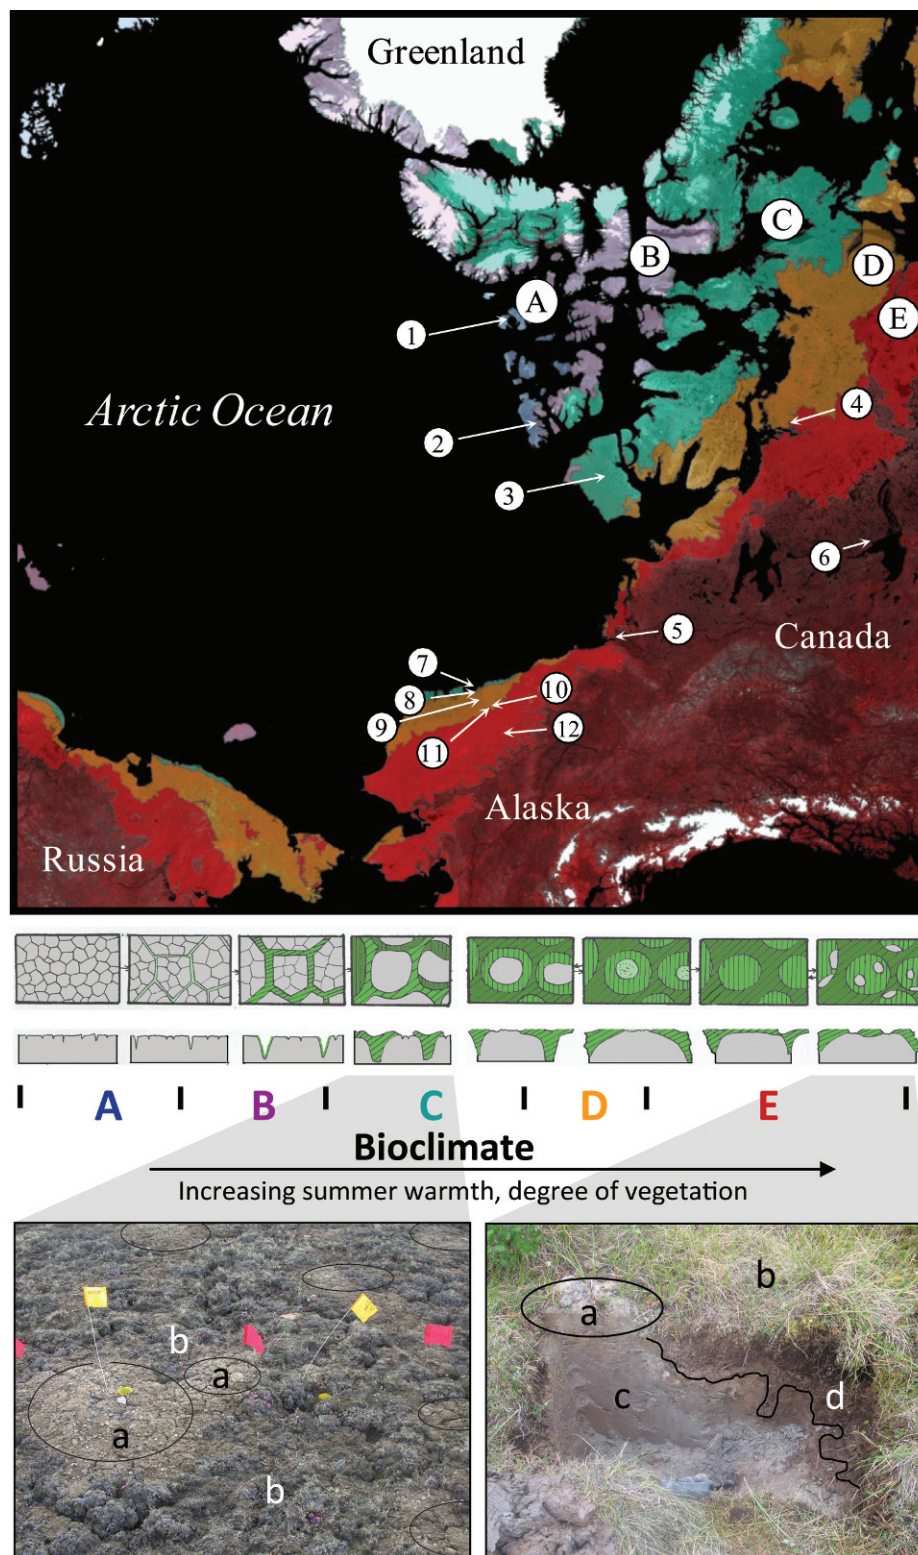 Greenland
C
B
D
A
E
1
Arctic Ocean
4
2
3
6
5
Canada
7
8
10
9
12
11
Alaska
Russia
A B C D E
Bioclimate
Increasing summer warmth, degree of vegetation
b
a
a
b
b
a
c
d